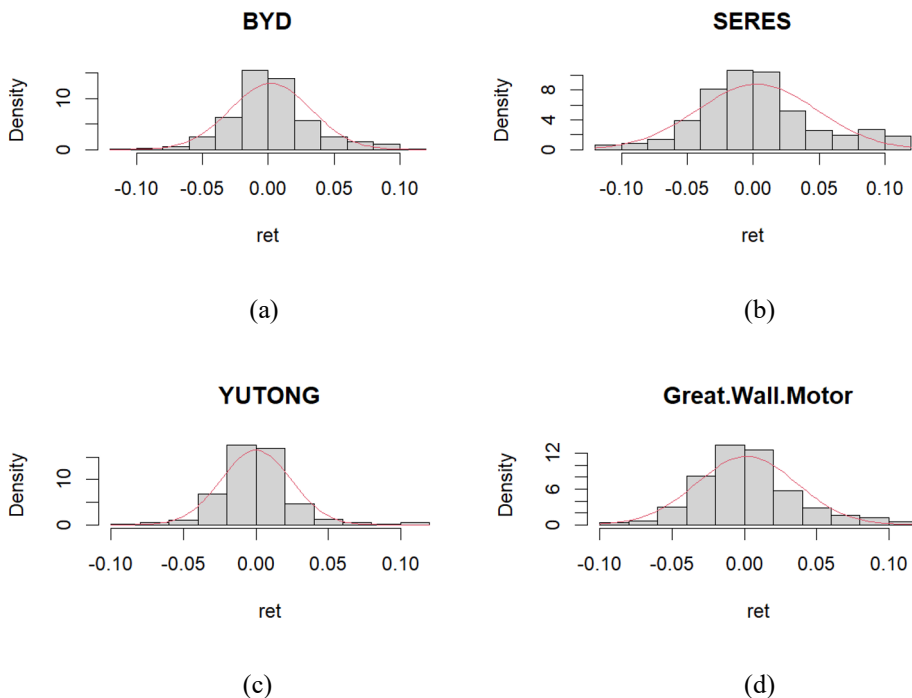 BYD
Density
0 10
-0.10 -0.05 0.00 0.05 0.10
ret
(a)
SERES
Density
0 4 8
-0.10 -0.05 0.00 0.05 0.10
ret
(b)
YUTONG
Density
0 10
-0.10 -0.05 0.00 0.05 0.10
ret
(c)
Great.Wall.Motor
Density
0 6 12
-0.10 -0.05 0.00 0.05 0.10
ret
(d)